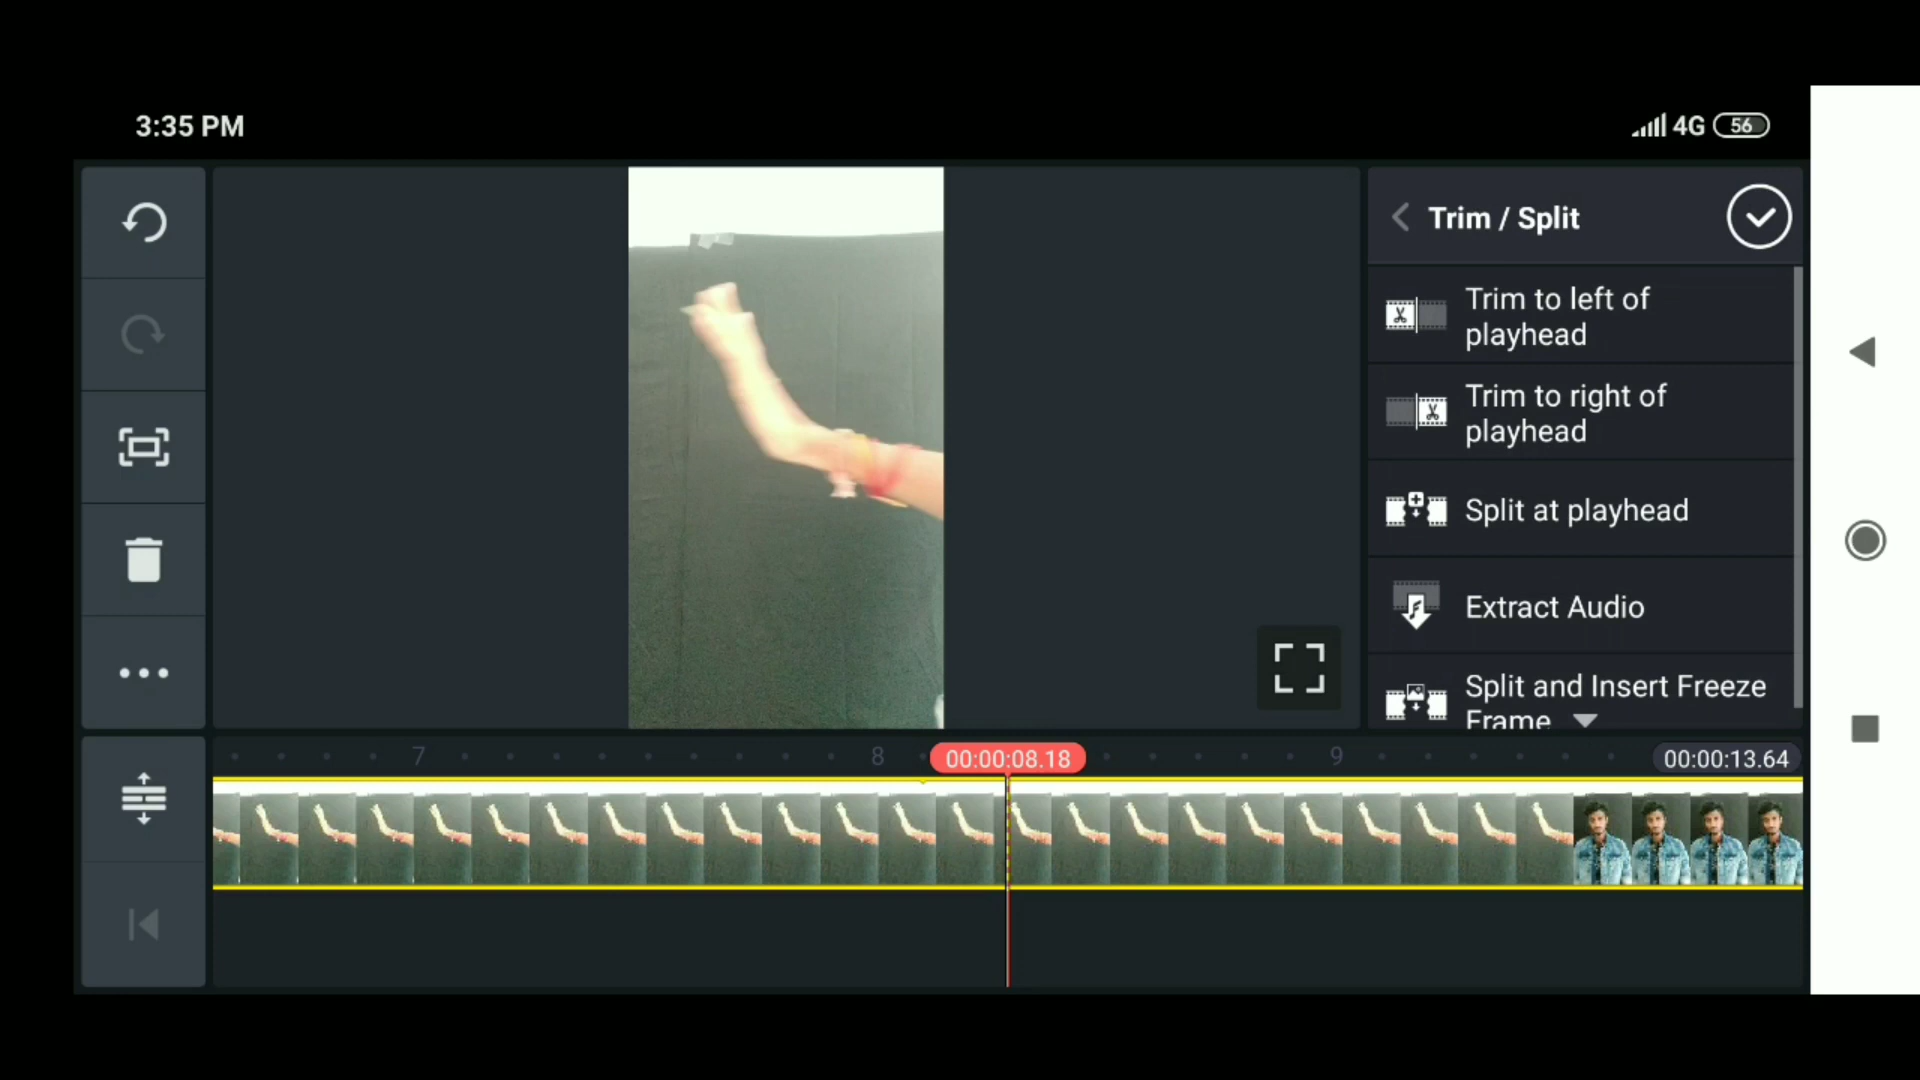 3:35 PM
4G 56
Trim / Split
Trim to left of
playhead
Trim to right of
playhead
Split at playhead
Extract Audio
Split and Insert Freeze
Frame
7
8
00:00:08.18
9
00:00:13.64